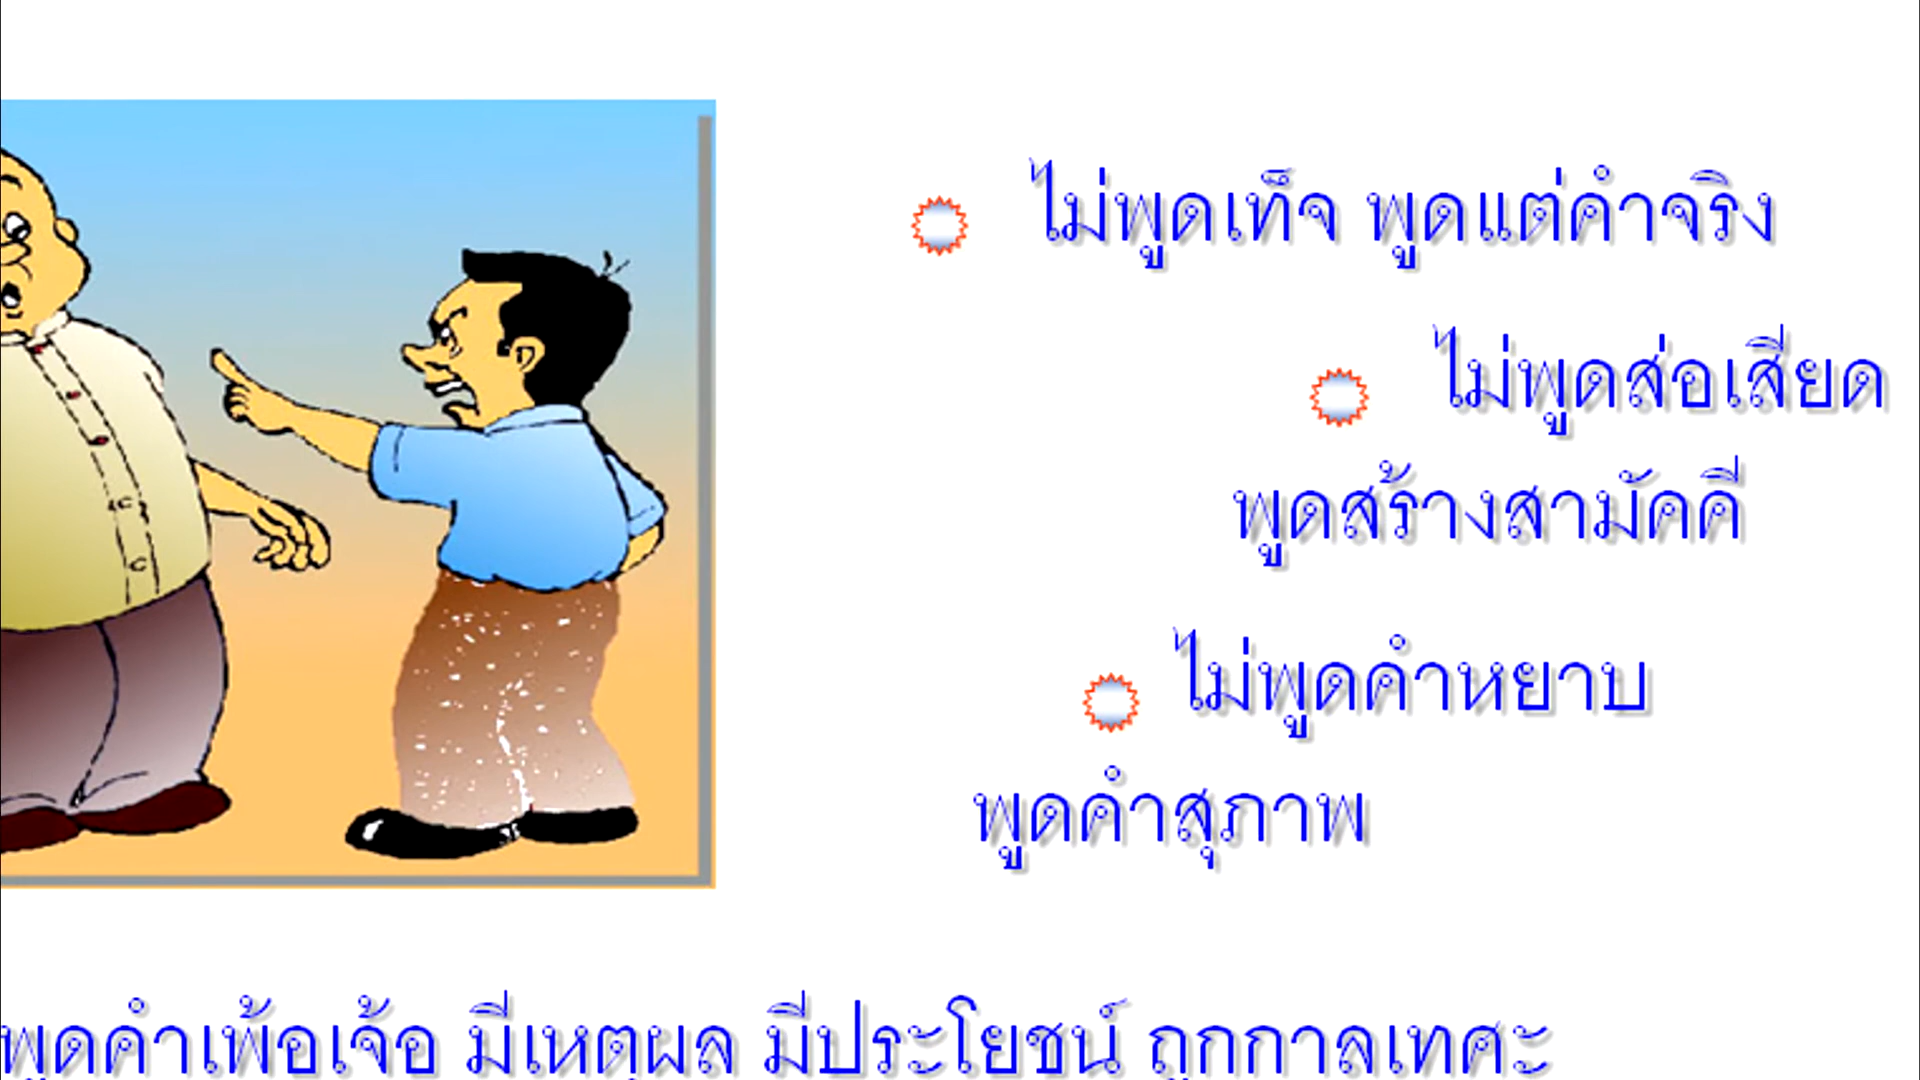 ไม่พูดเท็จ พูดแต่คำจริง
ไม่พูดส่อเสียด
พูดสร้างสามัคคี
ไม่พูดคำหยาบ
พูดคำสุภาพ
พูดคำเพ้อเจ้อ มีเหตุผล มีประโยชน์ ถูกกาลเทศะ